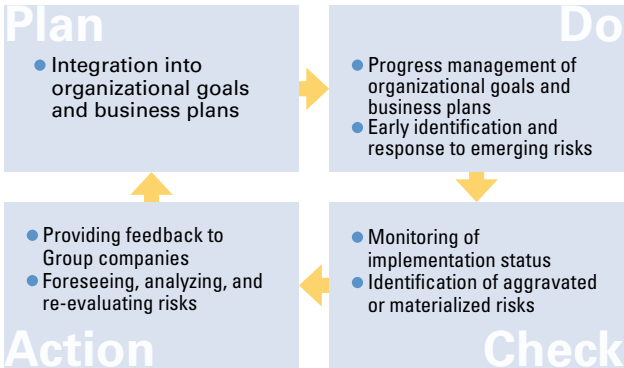 Plan
● Integration into
organizational goals
and business plans
Do
● Progress management of
organizational goals and
business plans
● Early identification and
response to emerging risks
● Providing feedback to
Group companies
● Foreseeing, analyzing, and
re-evaluating risks
Action
● Monitoring of
implementation status
● Identification of aggravated
or materialized risks
Check